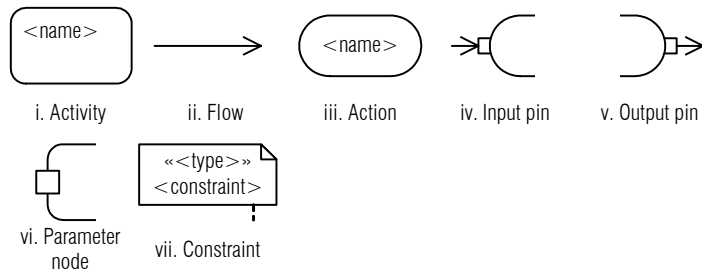 <name>
<name>
i. Activity
ii. Flow
iii. Action
iv. Input pin
v. Output pin
«<type>»
<constraint>
vi. Parameter
node
vii. Constraint